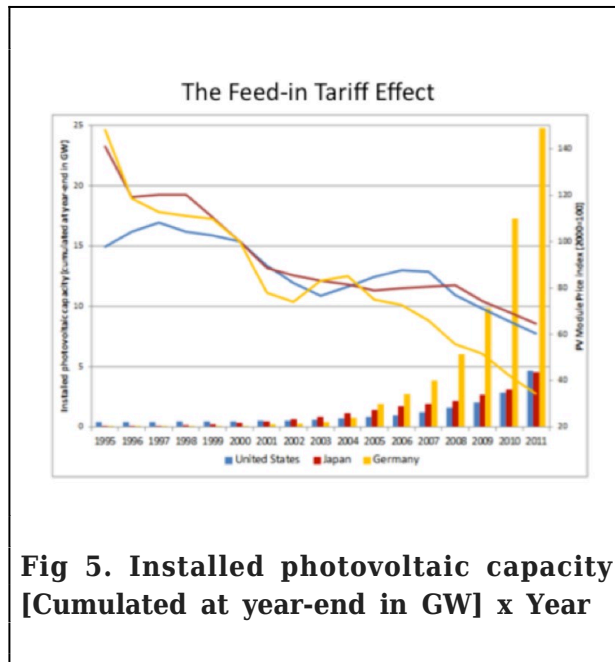 The Feed-in Tariff Effect
Installed photovoltaic capacity [cumulated at year-end in GW]
25
20
15
10
5
0
140
120
100
80
60
40
20
PV Module Price index [2000=100]
1995 1996 1997 1998 1999 2000 2001 2002 2003 2004 2005 2006 2007 2008 2009 2010 2011
United States Japan Germany
Fig 5. Installed photovoltaic capacity
[Cumulated at year-end in GW] x Year